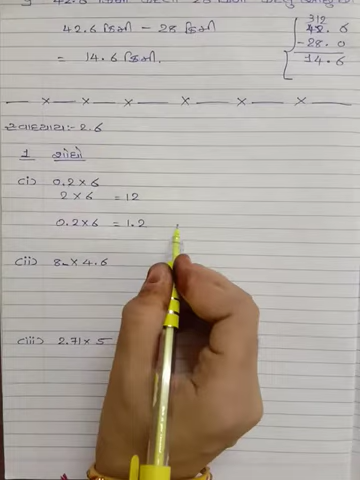 42.6 કિમી - 28 કિમી
= 14.6 કિમી.
312
42.6
- 28.0
14.6
સ્વાધ્યાય:- 2.6
1 શોધો
(i) 0.2 × 6
2 × 6 = 12
0.2 × 6 = 1.2
(ii) 8 × 4.6
(iii) 2.71 × 5